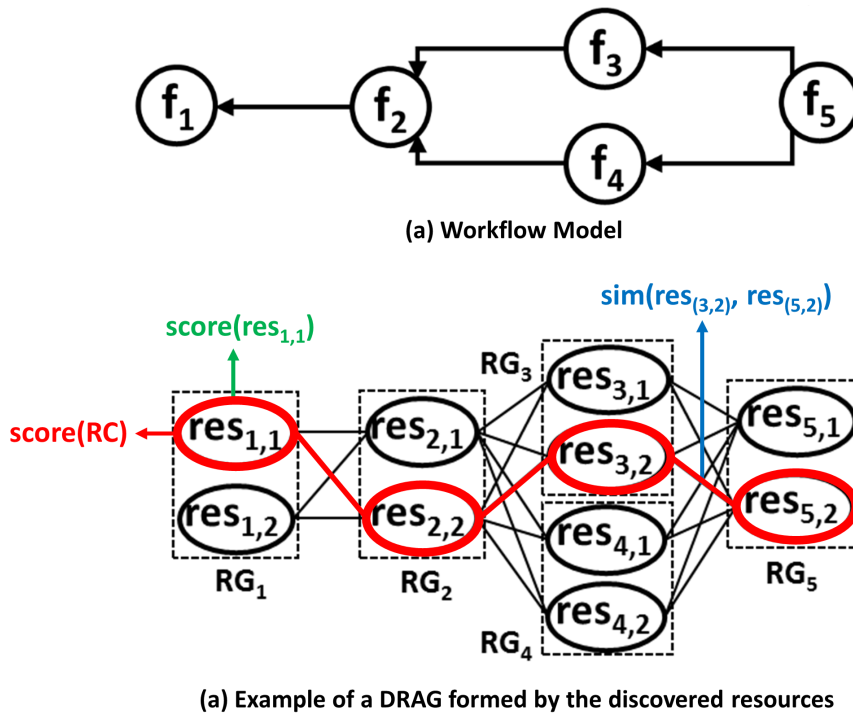 f3
f1
f2
f5
f4
(a) Workflow Model
sim(res(3,2), res(5,2))
score(res1,1)
RG3
res3,1
score(RC)
res1,1
res2,1
res3,2
res5,1
res1,2
res2,2
res4,1
res5,2
RG1
RG2
RG5
res4,2
RG4
(a) Example of a DRAG formed by the discovered resources